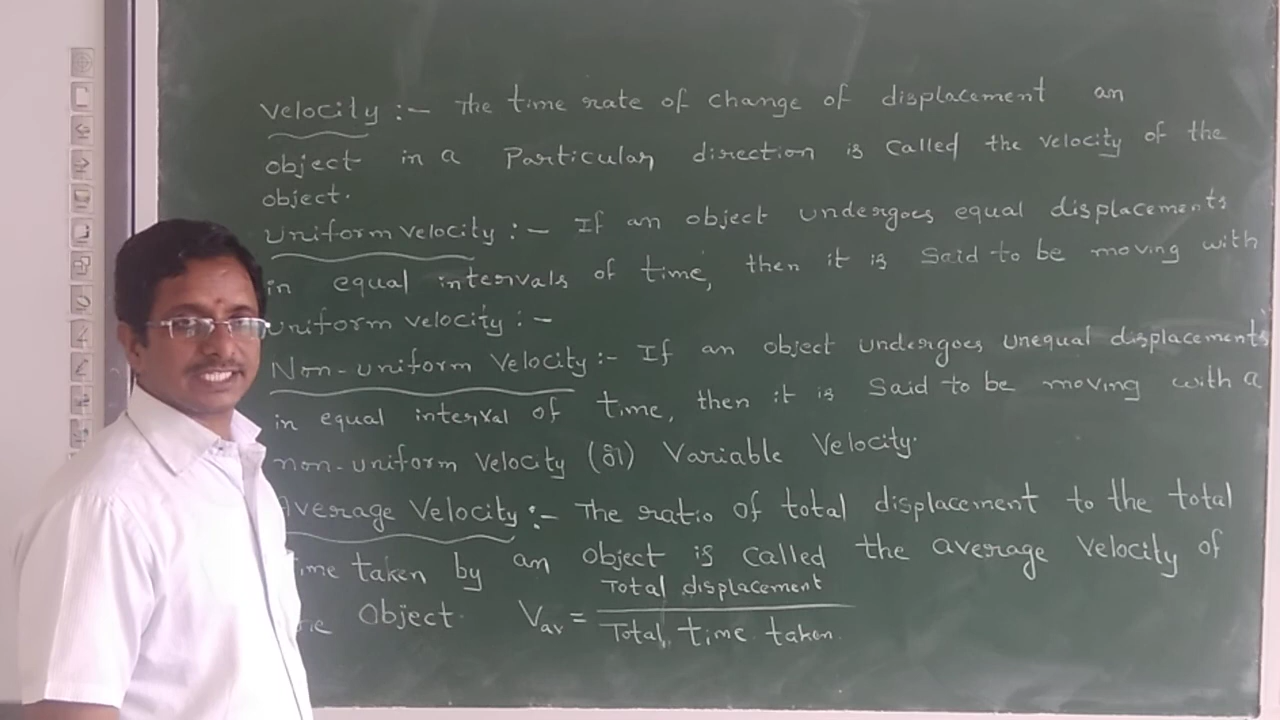 Velocity :- The time rate of change of displacement an
object in a Particular direction is called the velocity of the
object.
Uniform velocity :- If an object undergoes equal displacements
in equal intervals of time, then it is Said to be moving with
uniform velocity :-
Non-uniform Velocity :- If an object undergoes unequal displacements
in equal interval of time, then it is Said to be moving with a
non-uniform Velocity (or) Variable Velocity.
Average Velocity :- The ratio of total displacement to the total
time taken by an object is called the average Velocity of
Object. Vav = Total displacement
Total time taken.